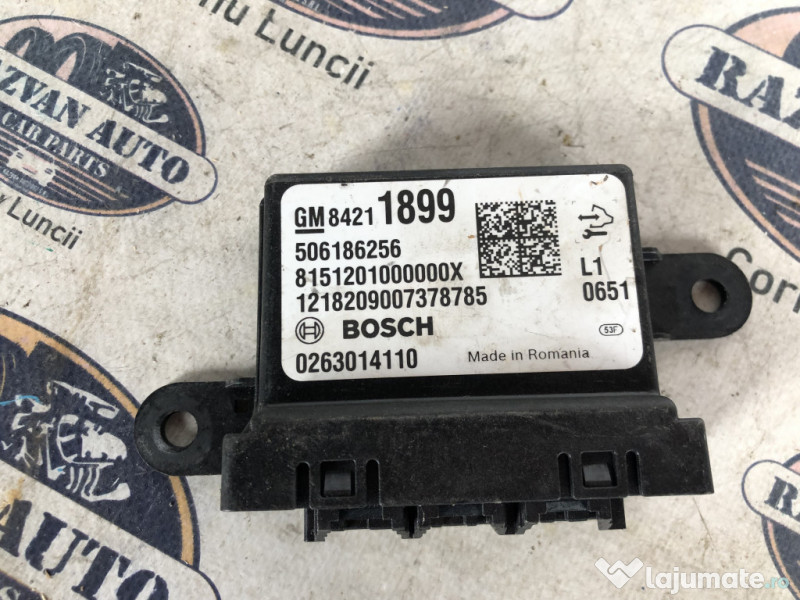 RAZVAN AUTO
CAR PARTS
Cornu Luncii
GM 8421 1899
506186256
8151201000000X
1218209007378785
L1
0651
BOSCH
53F
0263014110
Made in Romania
lajumate.ro